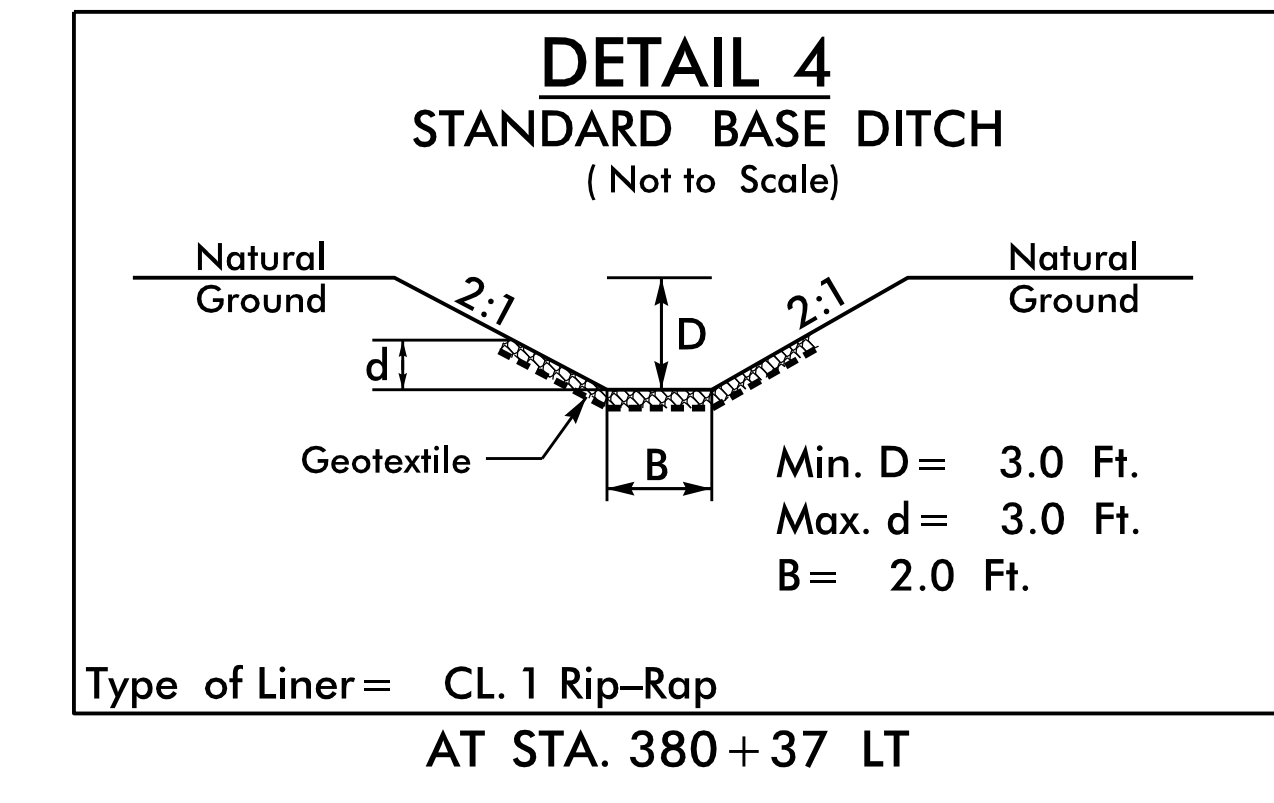 DETAIL 4
STANDARD BASE DITCH
( Not to Scale)
Natural
Ground
2:1
D
2:1
Natural
Ground
d
Geotextile
B
Min. D = 3.0 Ft.
Max. d = 3.0 Ft.
B = 2.0 Ft.
Type of Liner = CL. 1 Rip–Rap
AT STA. 380+37 LT